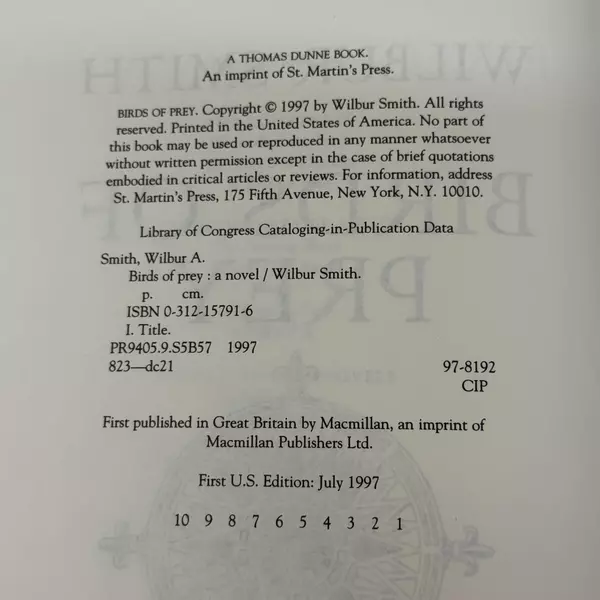 A THOMAS DUNNE BOOK.
An imprint of St. Martin's Press.
BIRDS OF PREY. Copyright © 1997 by Wilbur Smith. All rights
reserved. Printed in the United States of America. No part of
this book may be used or reproduced in any manner whatsoever
without written permission except in the case of brief quotations
embodied in critical articles or reviews. For information, address
St. Martin's Press, 175 Fifth Avenue, New York, N.Y. 10010.
Library of Congress Cataloging-in-Publication Data
Smith, Wilbur A.
Birds of prey : a novel / Wilbur Smith.
p. cm.
ISBN 0-312-15791-6
I. Title.
PR9405.9.S5B57 1997
823—dc21 97-8192
CIP
First published in Great Britain by Macmillan, an imprint of
Macmillan Publishers Ltd.
First U.S. Edition: July 1997
10 9 8 7 6 5 4 3 2 1